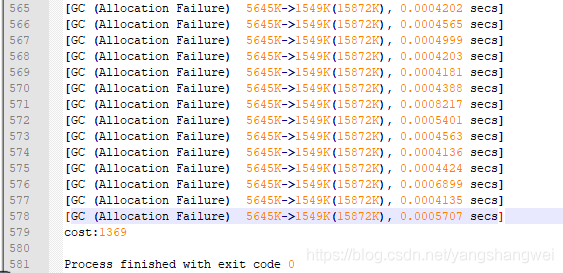 565 [GC (Allocation Failure)  5645K->1549K(15872K), 0.0004202 secs]
566 [GC (Allocation Failure)  5645K->1549K(15872K), 0.0004565 secs]
567 [GC (Allocation Failure)  5645K->1549K(15872K), 0.0004999 secs]
568 [GC (Allocation Failure)  5645K->1549K(15872K), 0.0004203 secs]
569 [GC (Allocation Failure)  5645K->1549K(15872K), 0.0004181 secs]
570 [GC (Allocation Failure)  5645K->1549K(15872K), 0.0004388 secs]
571 [GC (Allocation Failure)  5645K->1549K(15872K), 0.0008217 secs]
572 [GC (Allocation Failure)  5645K->1549K(15872K), 0.0005401 secs]
573 [GC (Allocation Failure)  5645K->1549K(15872K), 0.0004563 secs]
574 [GC (Allocation Failure)  5645K->1549K(15872K), 0.0004136 secs]
575 [GC (Allocation Failure)  5645K->1549K(15872K), 0.0004424 secs]
576 [GC (Allocation Failure)  5645K->1549K(15872K), 0.0006899 secs]
577 [GC (Allocation Failure)  5645K->1549K(15872K), 0.0004135 secs]
578 [GC (Allocation Failure)  5645K->1549K(15872K), 0.0005707 secs]
579 cost:1369
580
581 Process finished with exit code 0
https://blog.csdn.net/yangshangwei